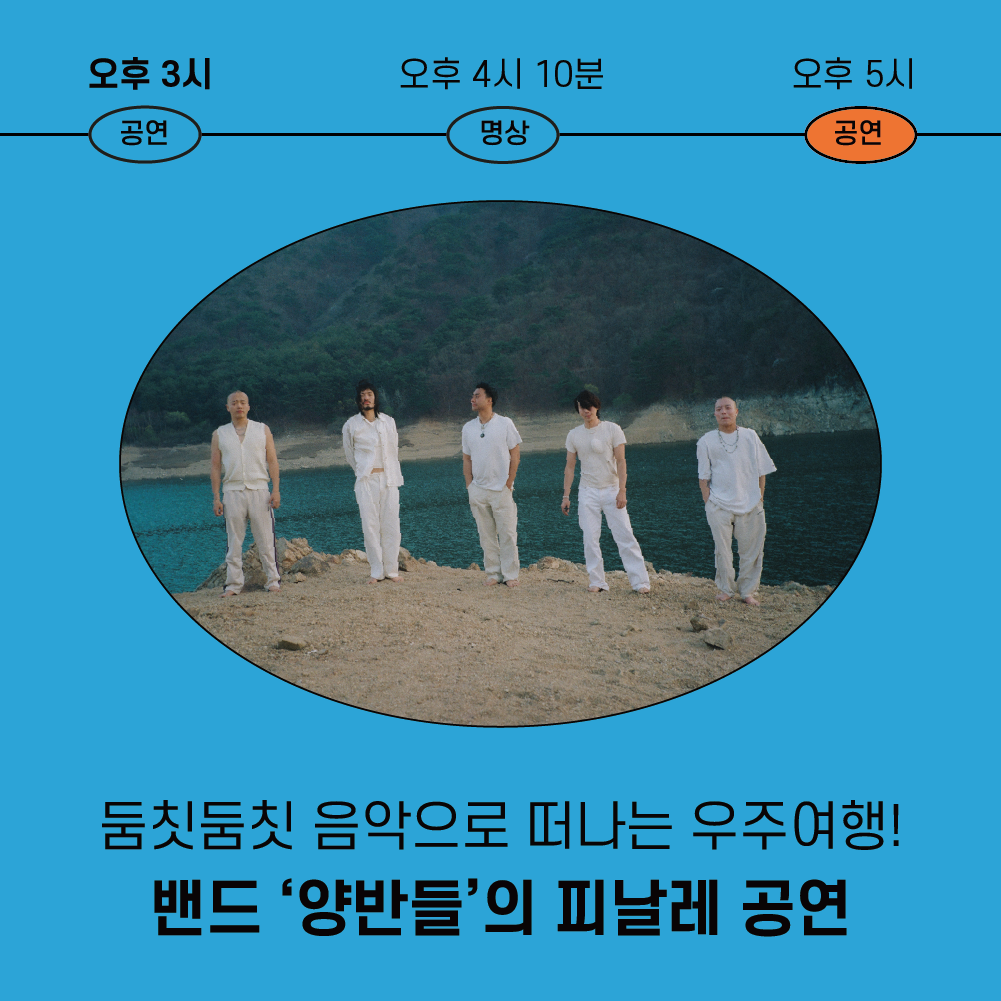 오후 3시 오후 4시 10분 오후 5시
공연 명상 공연
둠칫둠칫 음악으로 떠나는 우주여행!
밴드 ‘양반들’의 피날레 공연